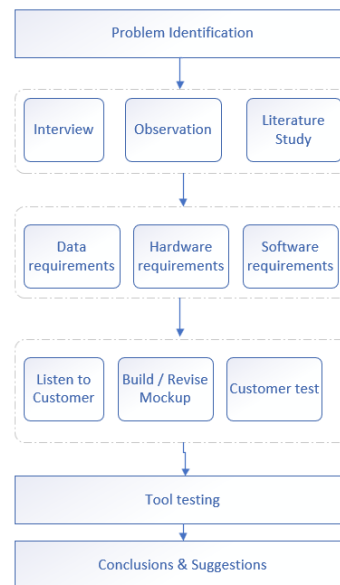 Problem Identification
Interview
Observation
Literature
Study
Data
requirements
Hardware
requirements
Software
requirements
Listen to
Customer
Build / Revise
Mockup
Customer test
Tool testing
Conclusions & Suggestions